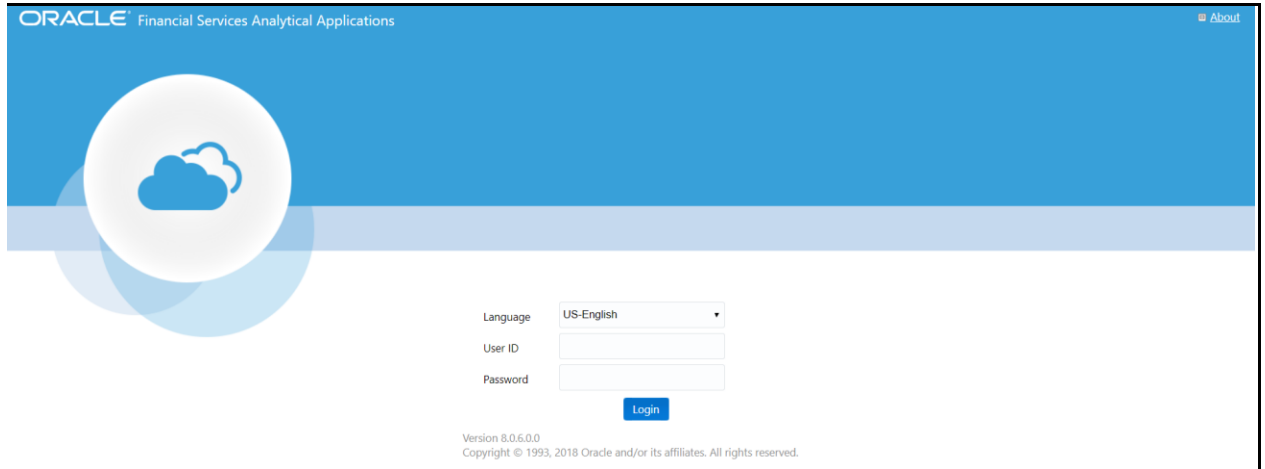 ORACLE® Financial Services Analytical Applications
About
Language US-English
User ID
Password
Login
Version 8.0.6.0.0
Copyright © 1993, 2018 Oracle and/or its affiliates. All rights reserved.